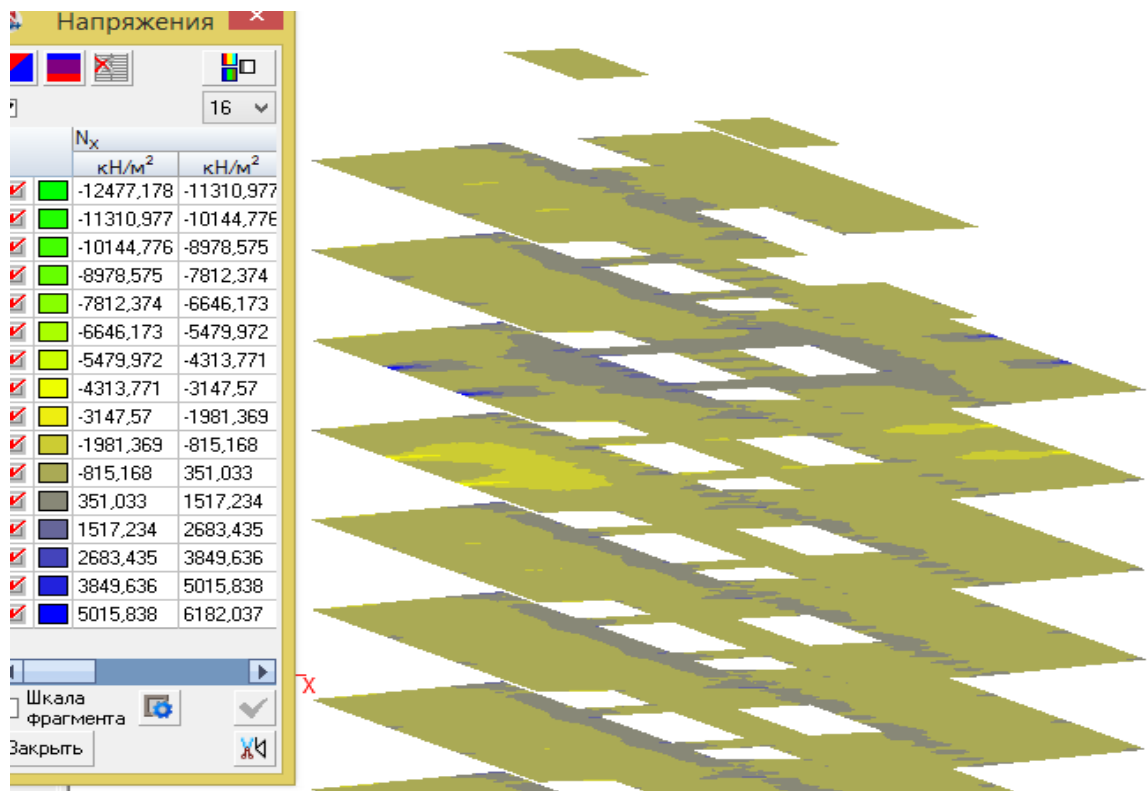 Напряжения
16
Nx
кН/м² кН/м²
-12477,178 -11310,977
-11310,977 -10144,776
-10144,776 -8978,575
-8978,575 -7812,374
-7812,374 -6646,173
-6646,173 -5479,972
-5479,972 -4313,771
-4313,771 -3147,57
-3147,57 -1981,369
-1981,369 -815,168
-815,168 351,033
351,033 1517,234
1517,234 2683,435
2683,435 3849,636
3849,636 5015,838
5015,838 6182,037
X
Шкала
фрагмента
Закрыть